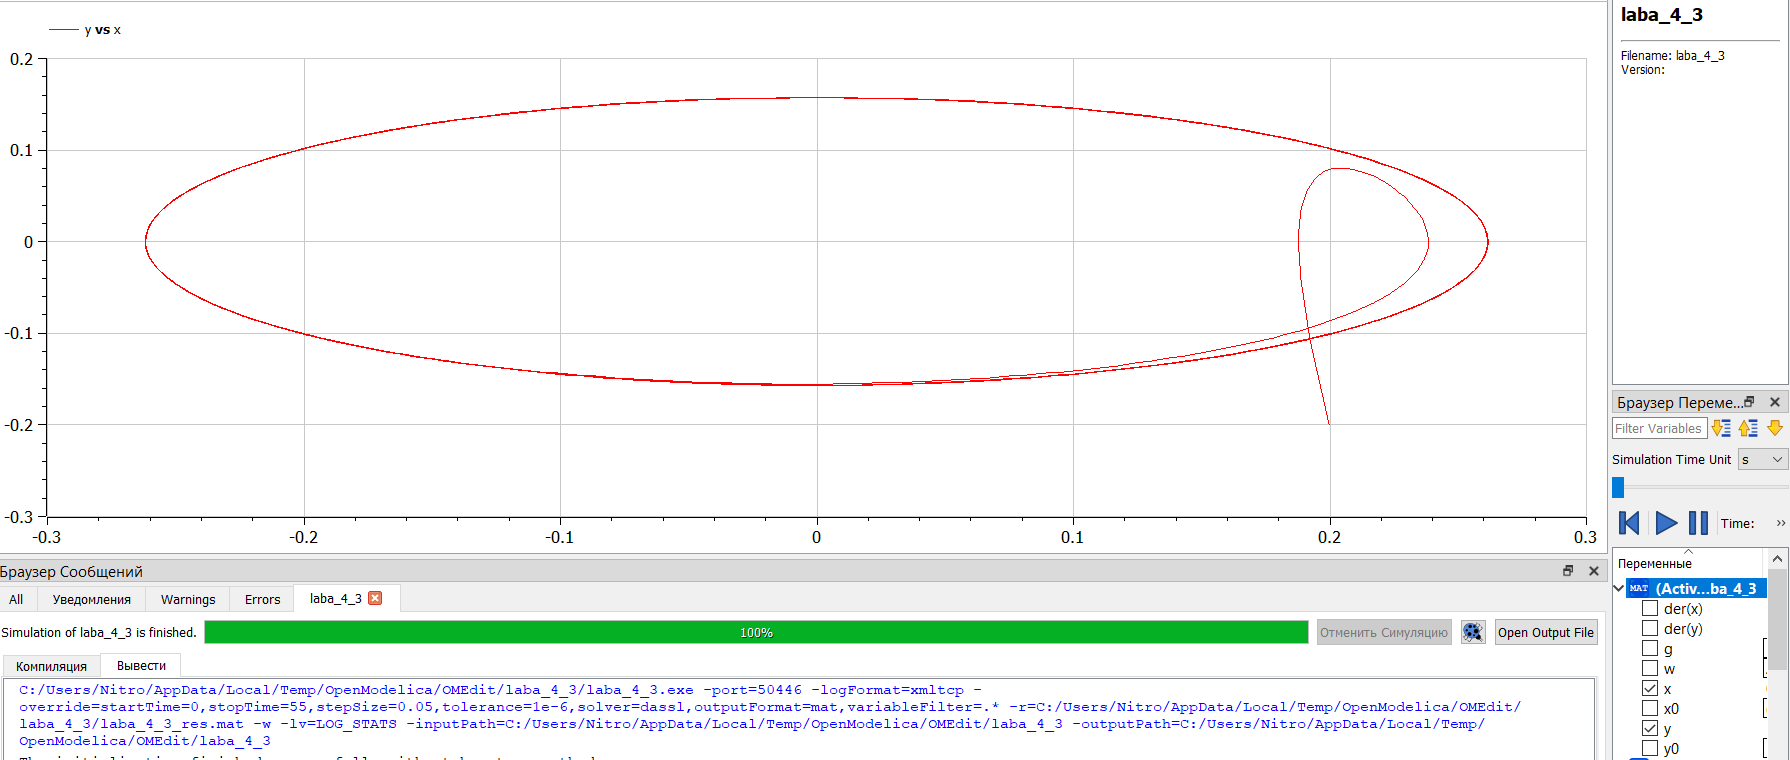 y vs x
0.2
0.1
0
-0.1
-0.2
-0.3
-0.3 -0.2 -0.1 0 0.1 0.2 0.3
laba_4_3
Filename: laba_4_3
Version:
Браузер Переме...
Filter Variables
Simulation Time Unit s
Time: »
Переменные
MAT (Activ...ba_4_3
der(x)
der(y)
g
w
x
x0
y
y0
Браузер Сообщений
All Уведомления Warnings Errors laba_4_3
Simulation of laba_4_3 is finished. 100% Отменить Симуляцию Open Output File
Компиляция Вывести
C:/Users/Nitro/AppData/Local/Temp/OpenModelica/OMEdit/laba_4_3/laba_4_3.exe -port=50446 -logFormat=xmltcp -
override=startTime=0,stopTime=55,stepSize=0.05,tolerance=1e-6,solver=dassl,outputFormat=mat,variableFilter=.* -r=C:/Users/Nitro/AppData/Local/Temp/OpenModelica/OMEdit/
laba_4_3/laba_4_3_res.mat -w -lv=LOG_STATS -inputPath=C:/Users/Nitro/AppData/Local/Temp/OpenModelica/OMEdit/laba_4_3 -outputPath=C:/Users/Nitro/AppData/Local/Temp/
OpenModelica/OMEdit/laba_4_3